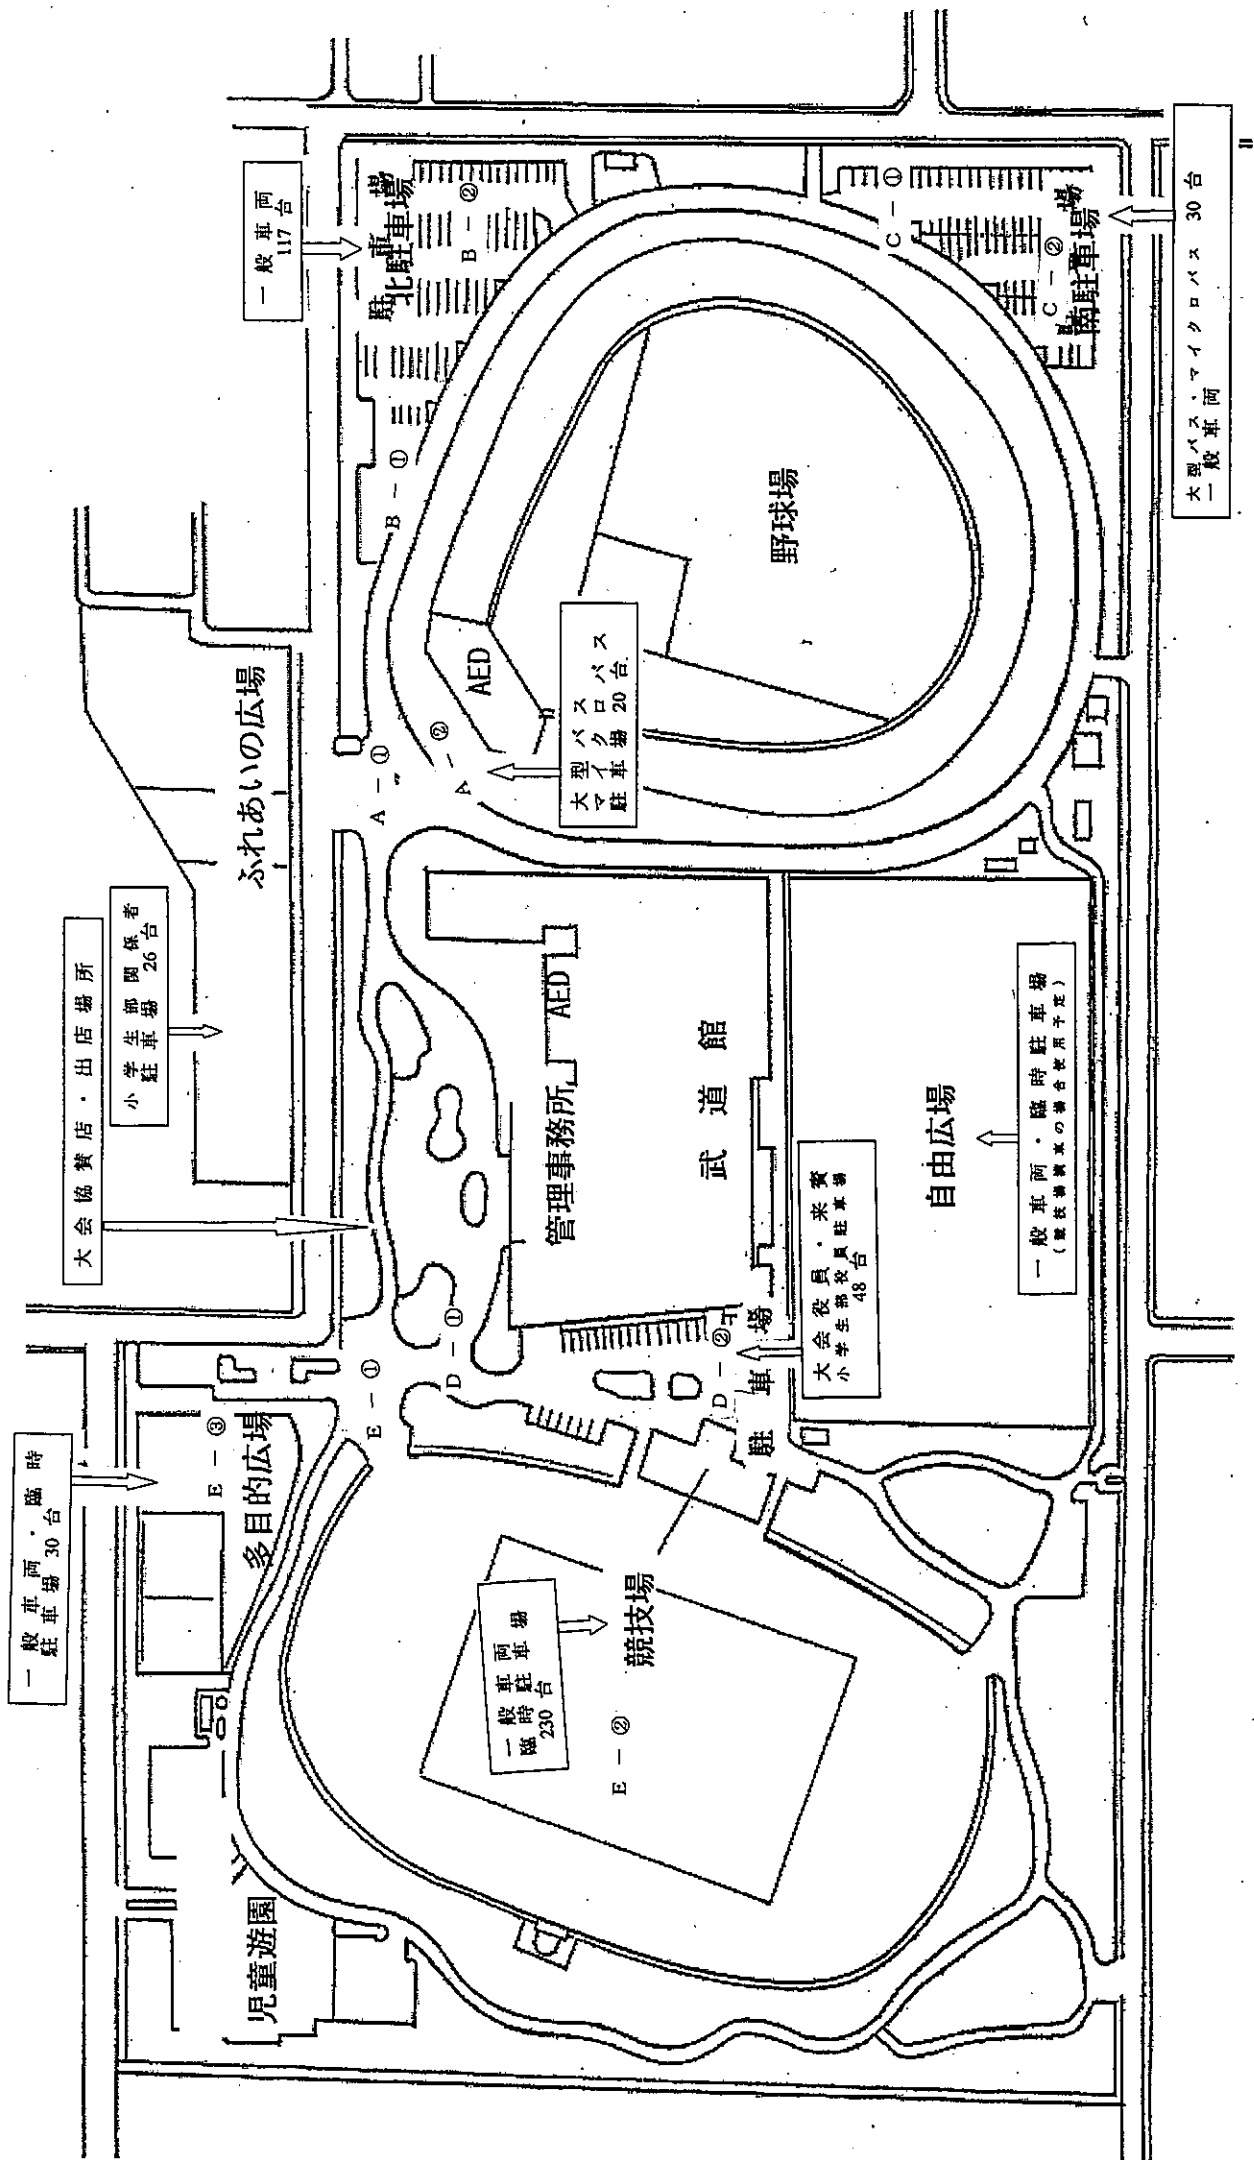 一般車両・臨時
駐車場 30台
E－③
多目的広場
児童遊園
大会協賛店・出店場所
小学生部関係者
駐車場 26台
ふれあいの広場
一般車両
117台
北駐車場
駐車場
B－②
B－①
A－①
A－②
AED
大型バス
マイクロバス
駐車場 20台
野球場
C－①
C－②
南駐車場
場
大型バス・マイクロバス 30台
一般車両
E－①
D－①
管理事務所
AED
武道館
D－②
駐車場
大会役員・来賓
小学生部役員駐車場
48台
自由広場
一般車両・臨時駐車場
一般車両
臨時駐車場
230台
競技場
E－②